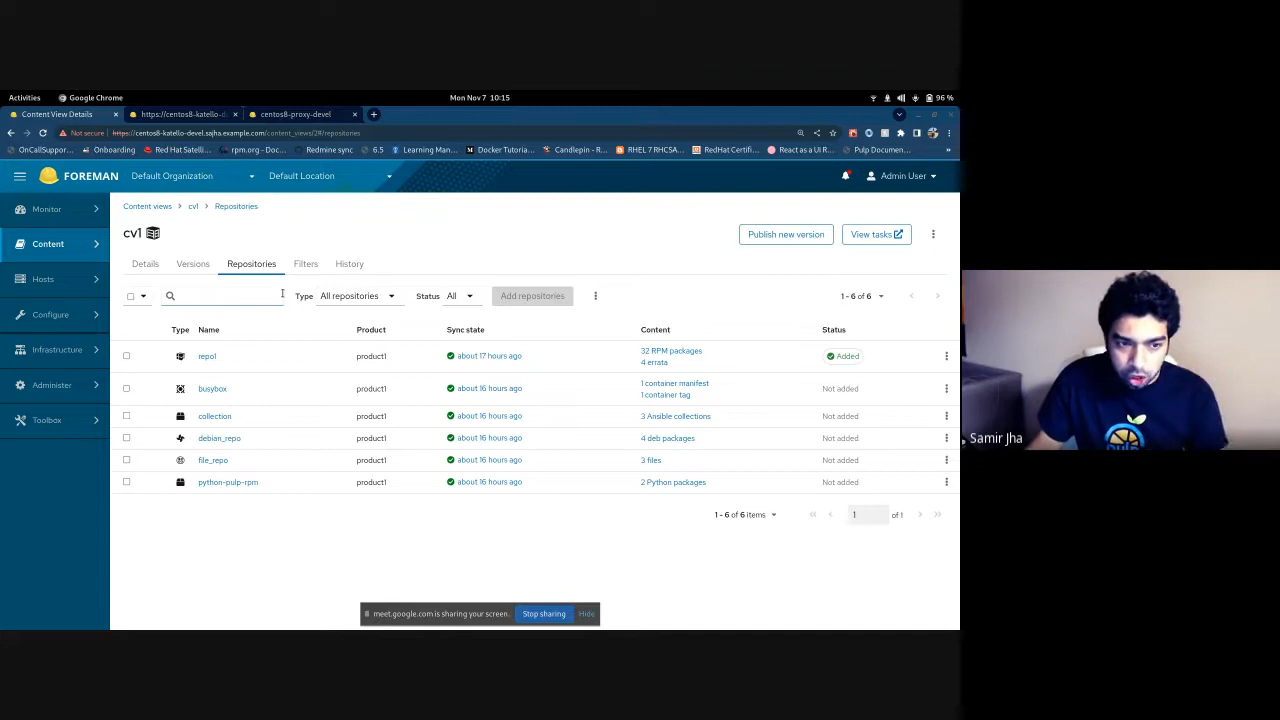 Activities Google Chrome Mon Nov 7 10:15 96 %
Content View Details × https://centos8-katello-d × centos8-proxy-devel ×
Not secure https://centos8-katello-devel.sajha.example.com/content_views/2#/repositories
OnCallSuppor... Onboarding Red Hat Satelli... rpm.org - Doc... Redmine sync 6.5 Learning Man... Docker Tutoria... Candlepin - R... RHEL 7 RHCSA... RedHat Certifi... React as a UI R... Pulp Documen... »
FOREMAN Default Organization Default Location Admin User
Monitor
Content
Hosts
Configure
Infrastructure
Administer
Toolbox
Content views > cv1 > Repositories
cv1
Publish new version View tasks
Details Versions Repositories Filters History
Type All repositories Status All Add repositories 1 - 6 of 6
Type Name Product Sync state Content Status
repo1 product1 about 17 hours ago 32 RPM packages Added
4 errata
busybox product1 about 16 hours ago 1 container manifest Not added
1 container tag
collection product1 about 16 hours ago 3 Ansible collections Not added
debian_repo product1 about 16 hours ago 4 deb packages Not added
file_repo product1 about 16 hours ago 3 files Not added
python-pulp-rpm product1 about 16 hours ago 2 Python packages Not added
1 - 6 of 6 items 1 of 1
meet.google.com is sharing your screen. Stop sharing Hide
Samir Jha
pulp